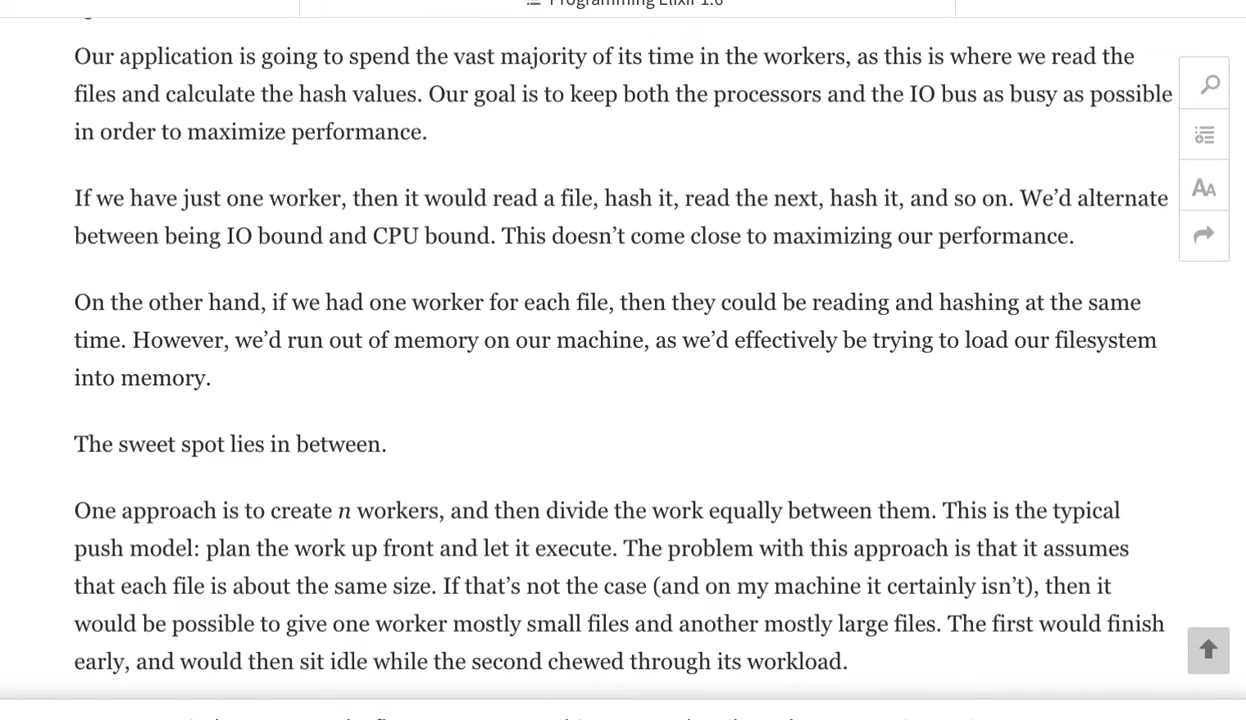 Programming Elixir 1.6
Our application is going to spend the vast majority of its time in the workers, as this is where we read the
files and calculate the hash values. Our goal is to keep both the processors and the IO bus as busy as possible
in order to maximize performance.
If we have just one worker, then it would read a file, hash it, read the next, hash it, and so on. We’d alternate
between being IO bound and CPU bound. This doesn’t come close to maximizing our performance.
On the other hand, if we had one worker for each file, then they could be reading and hashing at the same
time. However, we’d run out of memory on our machine, as we’d effectively be trying to load our filesystem
into memory.
The sweet spot lies in between.
One approach is to create n workers, and then divide the work equally between them. This is the typical
push model: plan the work up front and let it execute. The problem with this approach is that it assumes
that each file is about the same size. If that’s not the case (and on my machine it certainly isn’t), then it
would be possible to give one worker mostly small files and another mostly large files. The first would finish
early, and would then sit idle while the second chewed through its workload.
AA